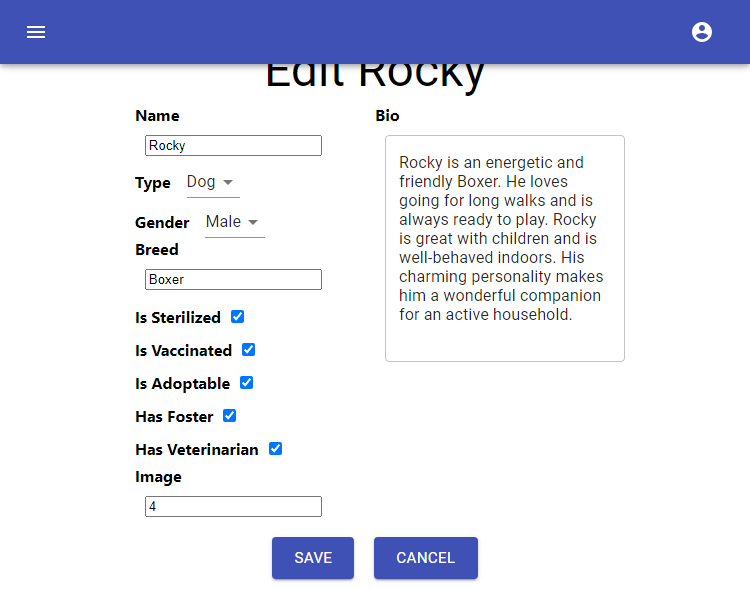 Edit Rocky
Name
Rocky
Type Dog
Gender Male
Breed
Boxer
Is Sterilized
Is Vaccinated
Is Adoptable
Has Foster
Has Veterinarian
Image
4
Bio
Rocky is an energetic and
friendly Boxer. He loves
going for long walks and is
always ready to play. Rocky
is great with children and is
well-behaved indoors. His
charming personality makes
him a wonderful companion
for an active household.
SAVE CANCEL